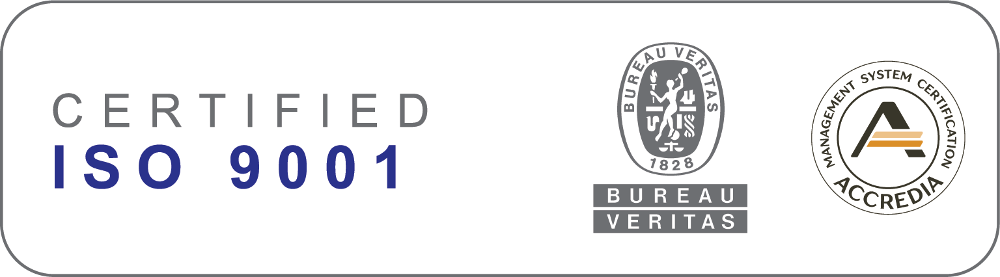 CERTIFIED
ISO 9001
BUREAU VERITAS
1828
BUREAU
VERITAS
MANAGEMENT SYSTEM CERTIFICATION
ACCREDIA